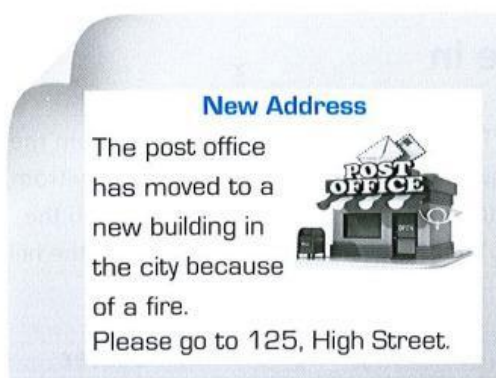 New Address
The post office
has moved to a
new building in
the city because
of a fire.
Please go to 125, High Street.
POST
OFFICE
OPEN